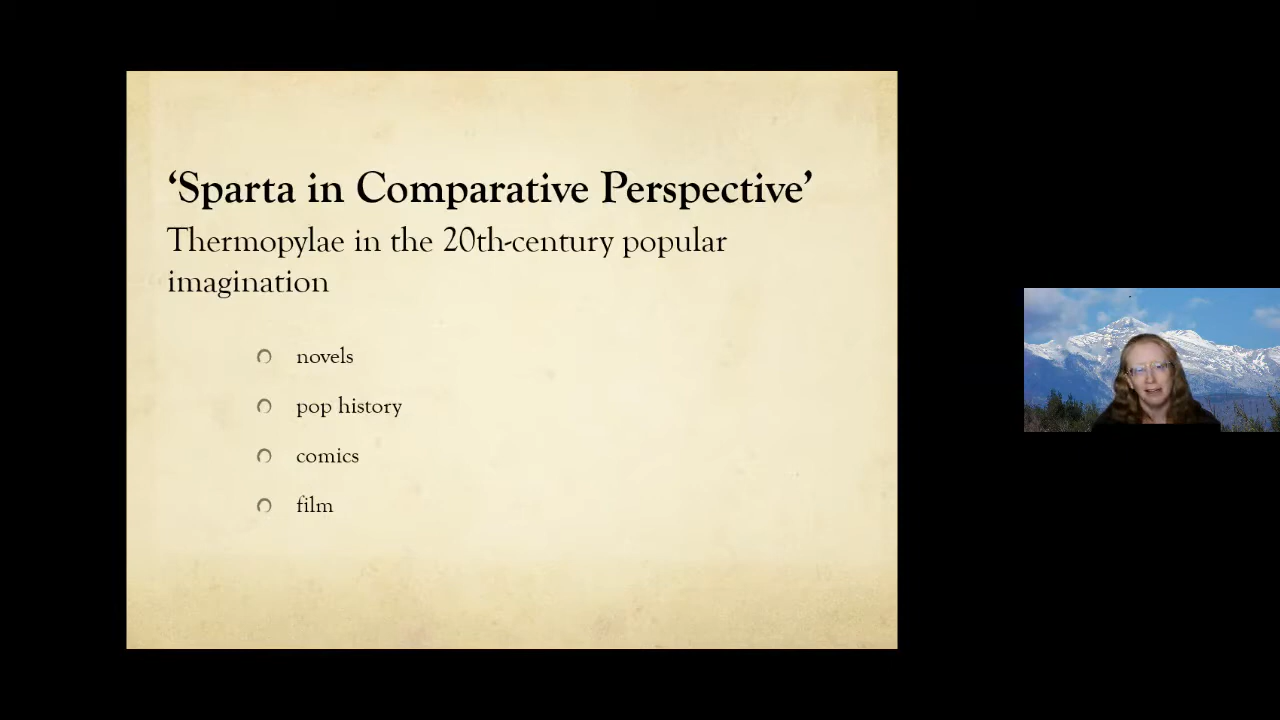 ‘Sparta in Comparative Perspective’
Thermopylae in the 20th-century popular
imagination
novels
pop history
comics
film